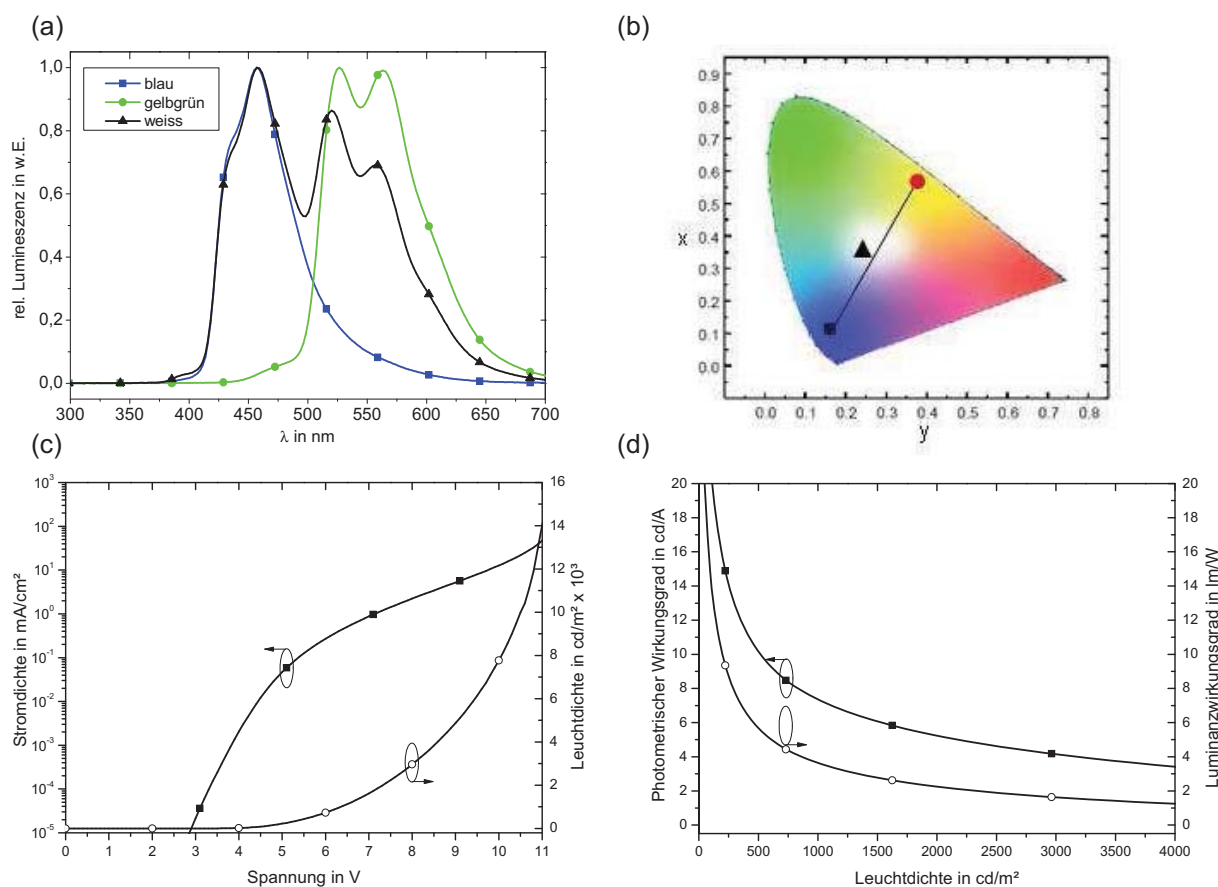 (a)
rel. Lumineszenz in w.E.
1,0
0,8
0,6
0,4
0,2
0,0
blau
gelbgrün
weiss
300 350 400 450 500 550 600 650 700
λ in nm
(b)
x
0.9
0.8
0.7
0.6
0.5
0.4
0.3
0.2
0.1
0.0
0.0 0.1 0.2 0.3 0.4 0.5 0.6 0.7 0.8
y
(c)
Stromdichte in mA/cm²
10³
10²
10¹
10⁰
10⁻¹
10⁻²
10⁻³
10⁻⁴
10⁻⁵
0 1 2 3 4 5 6 7 8 9 10 11
Spannung in V
16
14
12
10
8
6
4
2
0
Leuchtdichte in cd/m² x 10³
(d)
Photometrischer Wirkungsgrad in cd/A
20
18
16
14
12
10
8
6
4
2
0
0 500 1000 1500 2000 2500 3000 3500 4000
Leuchtdichte in cd/m²
20
18
16
14
12
10
8
6
4
2
0
Luminanzwirkungsgrad in lm/W